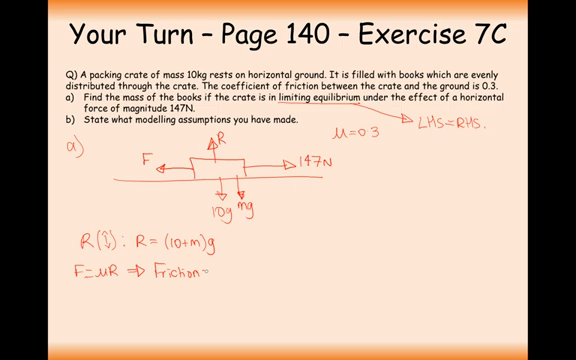 Your Turn – Page 140 – Exercise 7C
Q) A packing crate of mass 10kg rests on horizontal ground. It is filled with books which are evenly
distributed through the crate. The coefficient of friction between the crate and the ground is 0.3.
a) Find the mass of the books if the crate is in limiting equilibrium under the effect of a horizontal
force of magnitude 147N.
b) State what modelling assumptions you have made.
LHS=RHS.
μ=0.3
a)
R
F
147N
10g mg
R(↕): R = (10+m)g
F=μR ⇒ Friction =